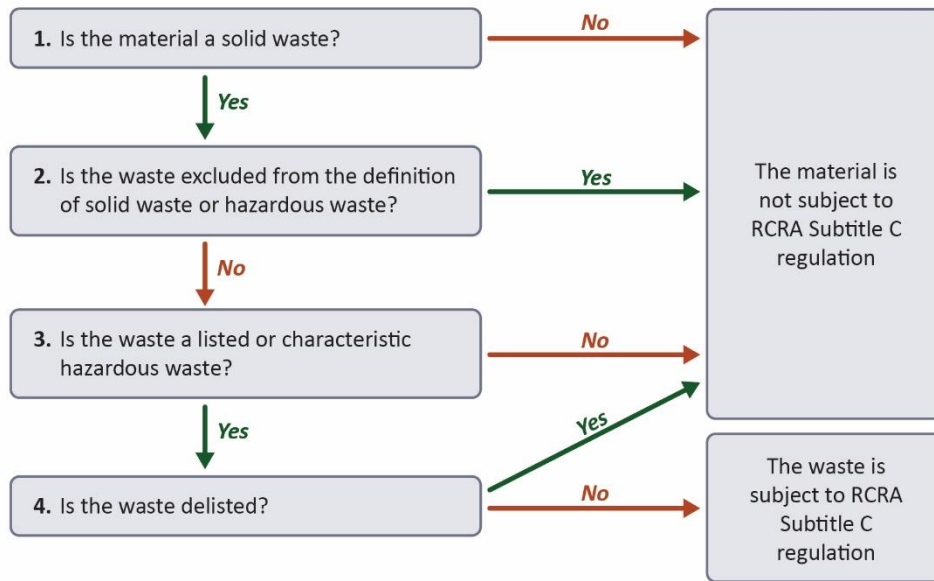 1. Is the material a solid waste?
No
Yes
2. Is the waste excluded from the definition
of solid waste or hazardous waste?
Yes
The material is
not subject to
RCRA Subtitle C
regulation
No
3. Is the waste a listed or characteristic
hazardous waste?
No
Yes
Yes
4. Is the waste delisted?
No
The waste is
subject to RCRA
Subtitle C
regulation